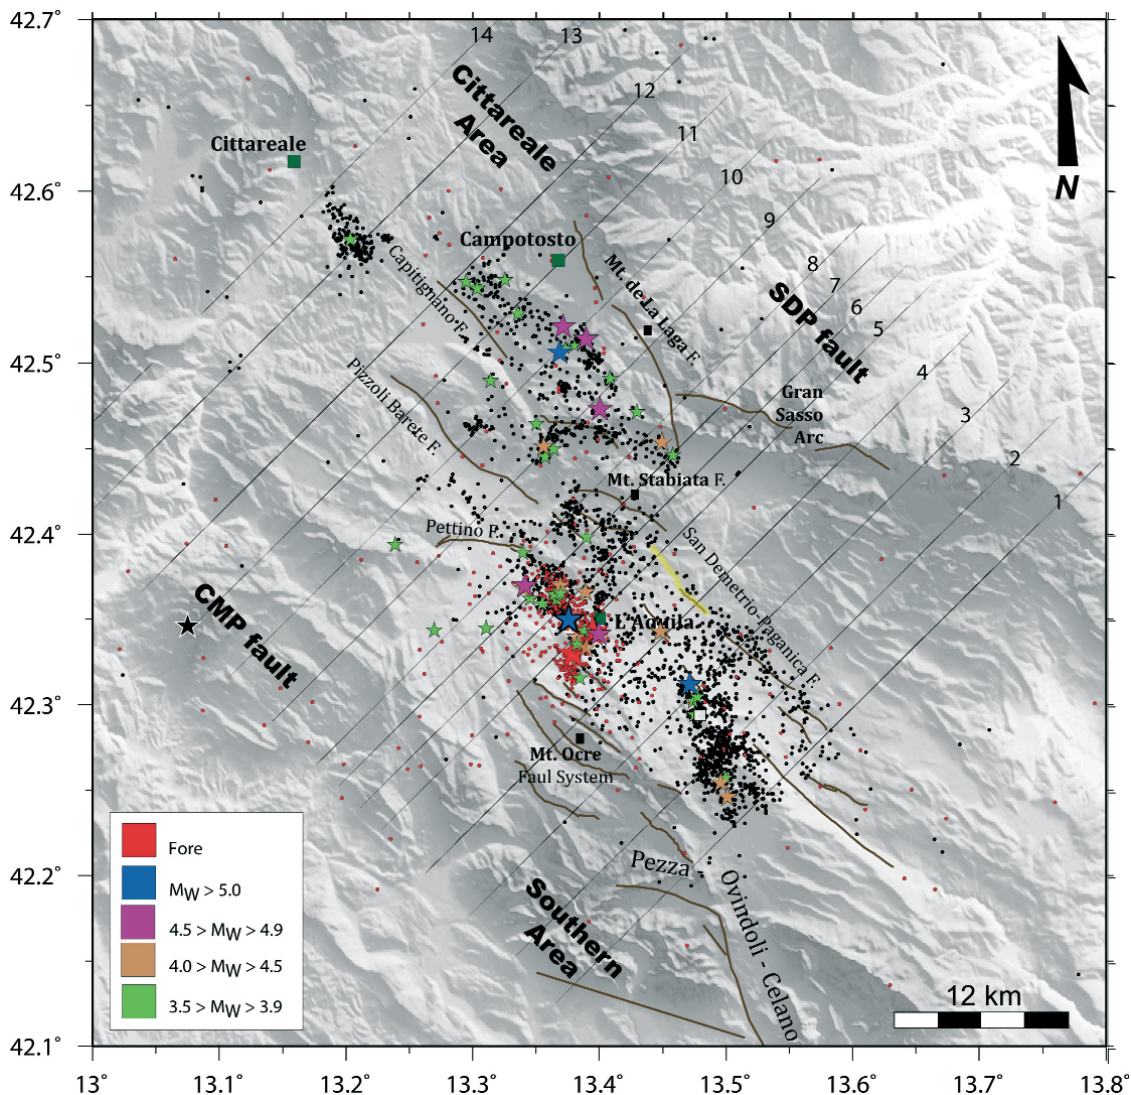 42.7°
42.6°
42.5°
42.4°
42.3°
42.2°
42.1°
14
13
12
11
10
9
8
7
6
5
4
3
2
1
Cittareale
Area
Cittareale
Campotosto
N
Capitignano F.
Mt. de La Laga F.
SDP fault
Pizzoli Barete F.
Gran
Sasso
Arc
Mt. Stabiata F.
Pettino F.
San Demetrio-Paganica F.
L'Aquila
CMP fault
Mt. Ocre
Faul System
Pezza
Ovindoli - Celano
Southern
Area
Fore
Mw > 5.0
4.5 > Mw > 4.9
4.0 > Mw > 4.5
3.5 > Mw > 3.9
12 km
13°
13.1°
13.2°
13.3°
13.4°
13.5°
13.6°
13.7°
13.8°